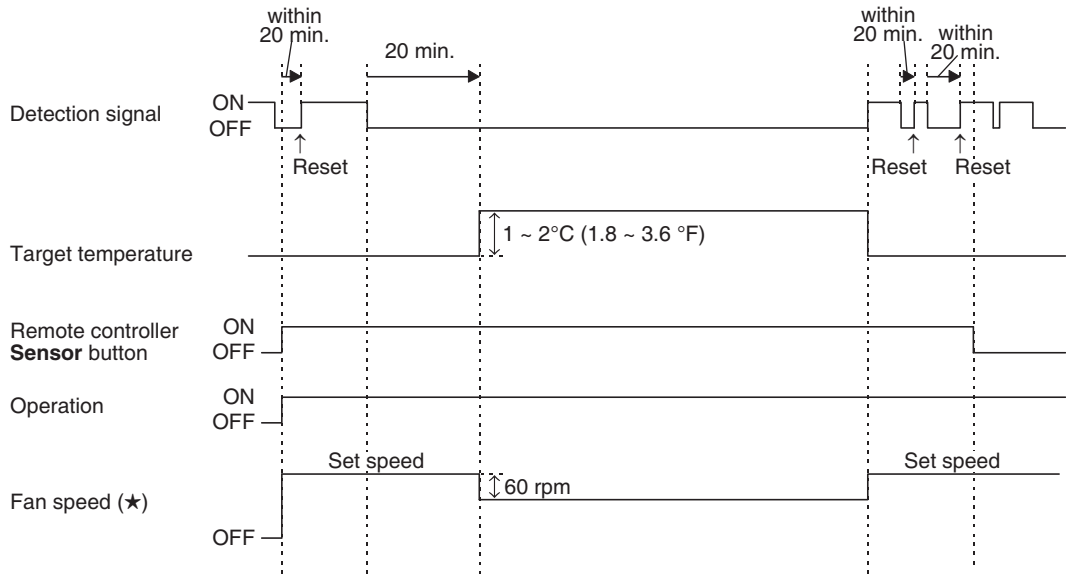 within
20 min.
20 min.
within
20 min.
within
20 min.
Detection signal
ON
OFF
↑
Reset
↑
Reset
↑
Reset
1 ~ 2°C (1.8 ~ 3.6 °F)
Target temperature
Remote controller
Sensor button
ON
OFF
Operation
ON
OFF
Set speed
Set speed
60 rpm
Fan speed (★)
OFF